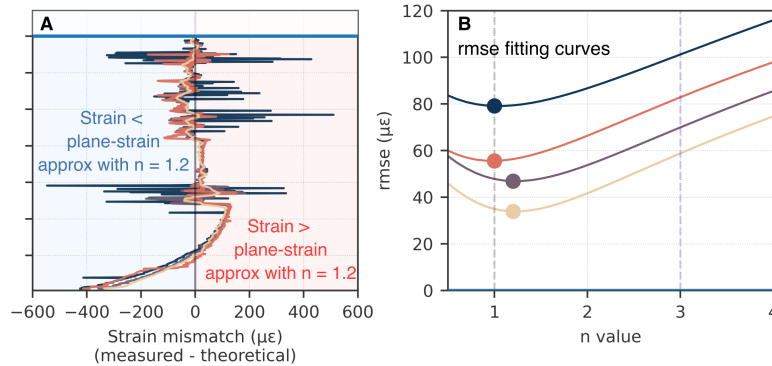 A
Strain <
plane-strain
approx with n = 1.2
Strain >
plane-strain
approx with n = 1.2
−600 −400 −200 0 200 400 600
Strain mismatch (με)
(measured - theoretical)
B
rmse fitting curves
120
100
80
60
40
20
0
rmse (με)
1 2 3 4
n value